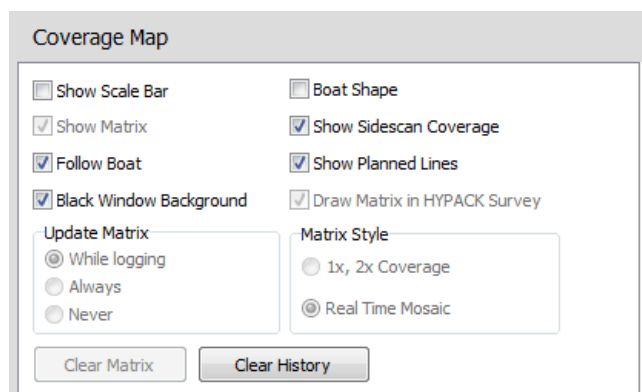 Coverage Map
Show Scale Bar
Boat Shape
Show Matrix
Show Sidescan Coverage
Follow Boat
Show Planned Lines
Black Window Background
Draw Matrix in HYPACK Survey
Update Matrix
While logging
Always
Never
Matrix Style
1x, 2x Coverage
Real Time Mosaic
Clear Matrix
Clear History